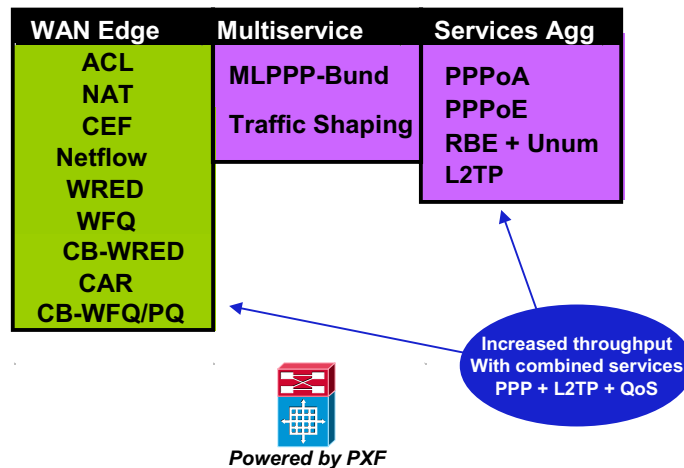 WAN Edge
ACL
NAT
CEF
Netflow
WRED
WFQ
CB-WRED
CAR
CB-WFQ/PQ
Multiservice
MLPPP-Bund
Traffic Shaping
Services Agg
PPPoA
PPPoE
RBE + Unum
L2TP
Increased throughput
With combined services
PPP + L2TP + QoS
Powered by PXF